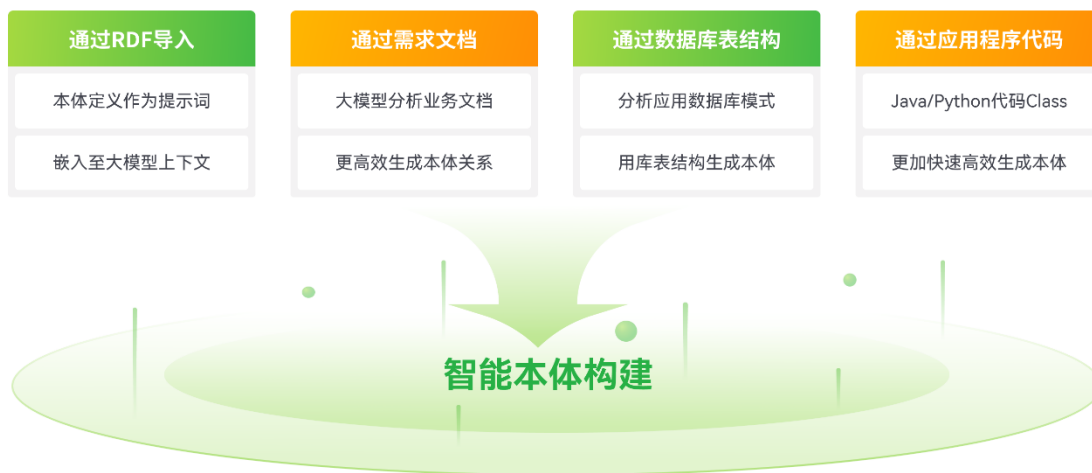 通过RDF导入
本体定义作为提示词
嵌入至大模型上下文
通过需求文档
大模型分析业务文档
更高效生成本体关系
通过数据库表结构
分析应用数据库模式
用库表结构生成本体
通过应用程序代码
Java/Python代码Class
更加快速高效生成本体
智能本体构建